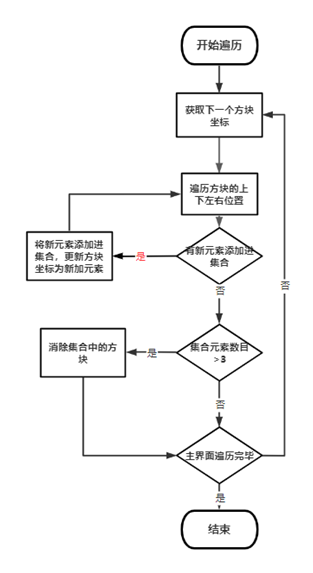 开始遍历
获取下一个方块
坐标
遍历方块的上
下左右位置
将新元素添加进
集合，更新方块
坐标为新加元素
是
有新元素添加进
集合
否
否
消除集合中的方
块
是
集合元素数目
>3
否
主界面遍历完毕
是
结束